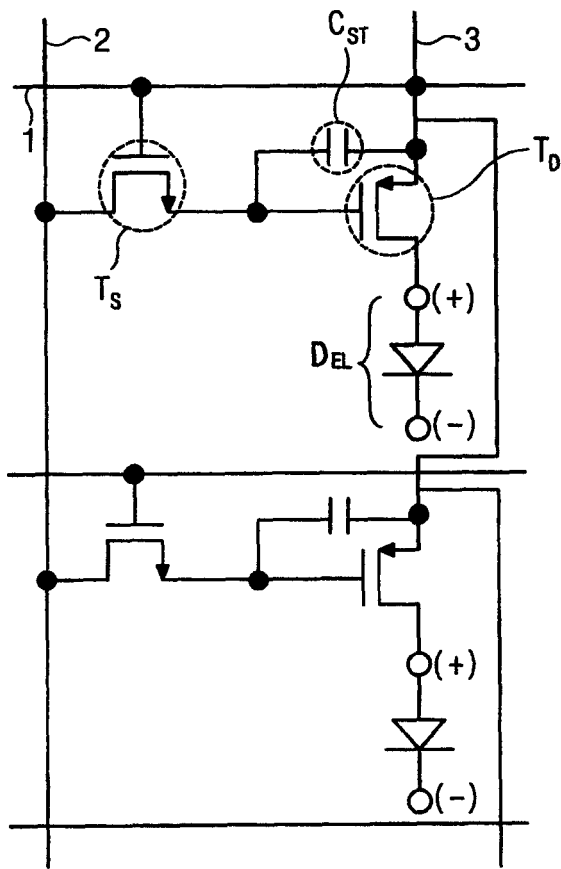 2
C_ST
3
1
T_S
T_D
(+)
D_EL
(-)
(+)
(-)